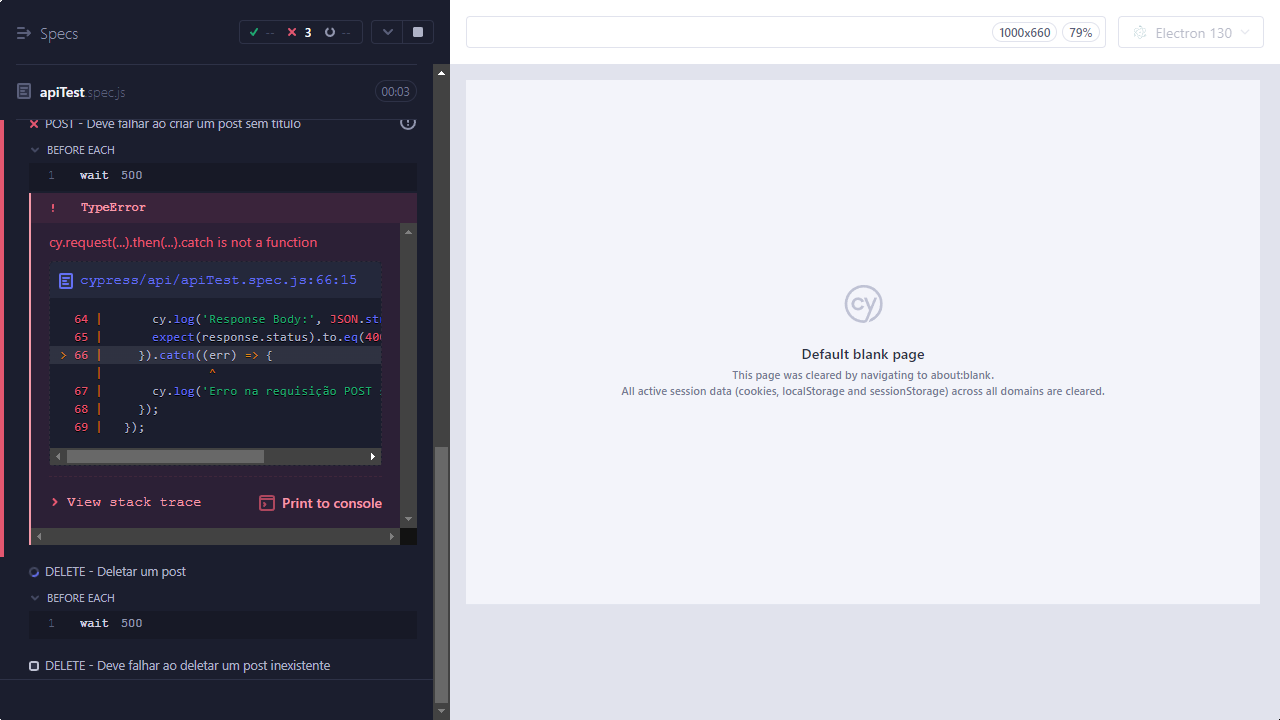 Specs
--
3
--
1000x660
79%
Electron 130
apiTest.spec.js
00:03
POST - Deve falhar ao criar um post sem título
BEFORE EACH
1 wait 500
! TypeError
cy.request(...).then(...).catch is not a function
cypress/api/apiTest.spec.js:66:15
64 | cy.log('Response Body:', JSON.st
65 | expect(response.status).to.eq(40
> 66 | }).catch((err) => {
| ^
67 | cy.log('Erro na requisição POST
68 | });
69 | });
> View stack trace
Print to console
DELETE - Deletar um post
BEFORE EACH
1 wait 500
DELETE - Deve falhar ao deletar um post inexistente
cy
Default blank page
This page was cleared by navigating to about:blank.
All active session data (cookies, localStorage and sessionStorage) across all domains are cleared.